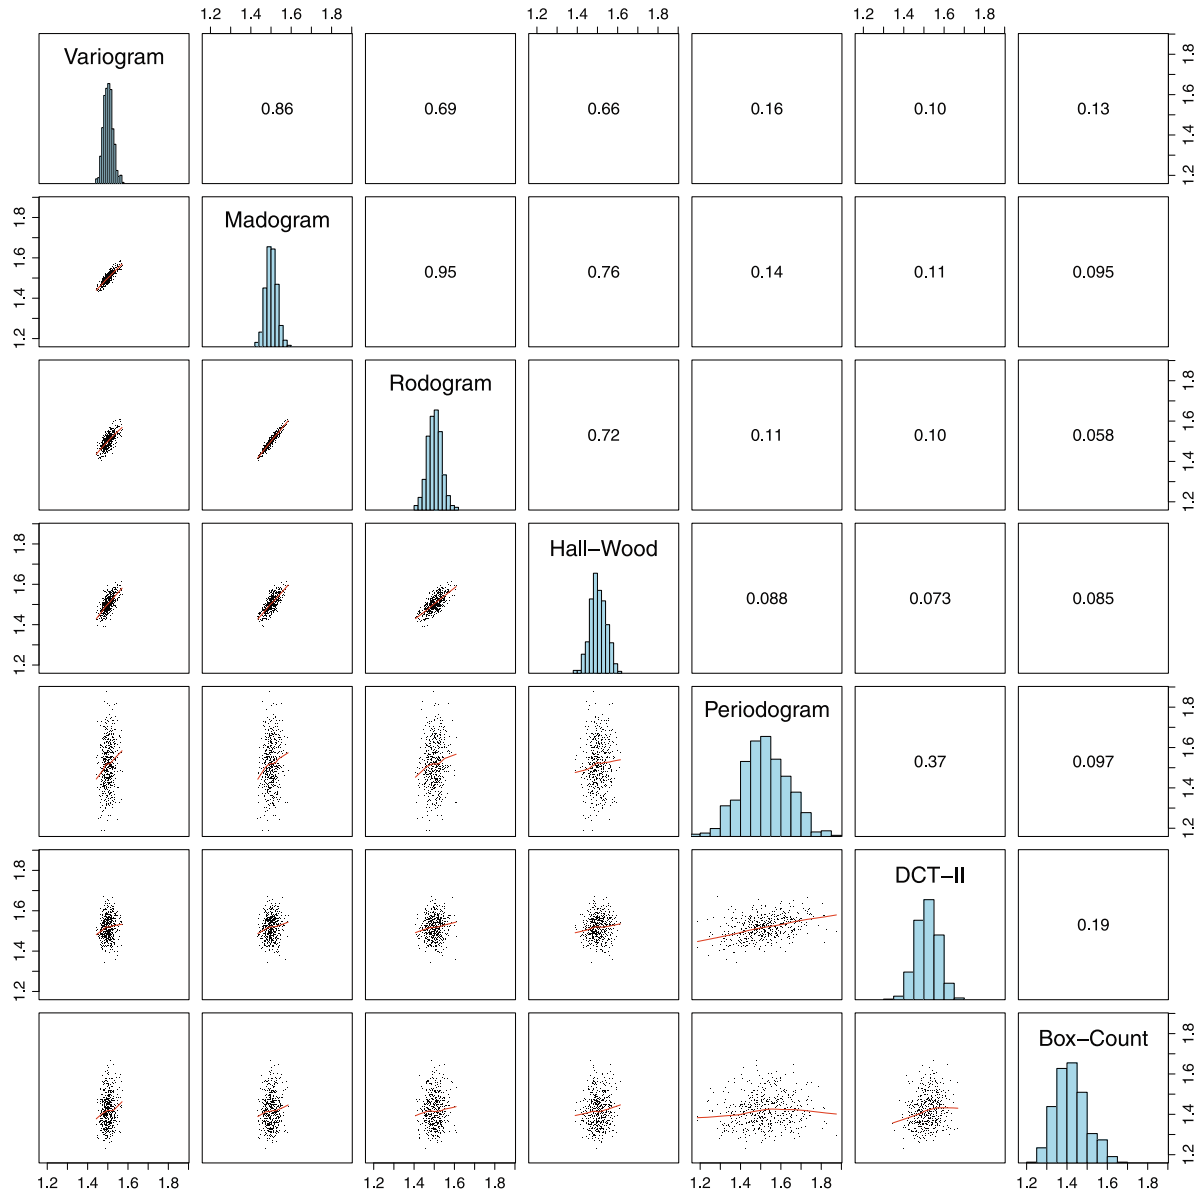 1.2 1.4 1.6 1.8 1.2 1.4 1.6 1.8 1.2 1.4 1.6 1.8
Variogram 0.86 0.69 0.66 0.16 0.10 0.13 1.2 1.4 1.6 1.8
1.2 1.4 1.6 1.8 Madogram 0.95 0.76 0.14 0.11 0.095
Rodogram 0.72 0.11 0.10 0.058 1.2 1.4 1.6 1.8
1.2 1.4 1.6 1.8 Hall–Wood 0.088 0.073 0.085
Periodogram 0.37 0.097 1.2 1.4 1.6 1.8
1.2 1.4 1.6 1.8 DCT–II 0.19
Box–Count 1.2 1.4 1.6 1.8
1.2 1.4 1.6 1.8 1.2 1.4 1.6 1.8 1.2 1.4 1.6 1.8 1.2 1.4 1.6 1.8